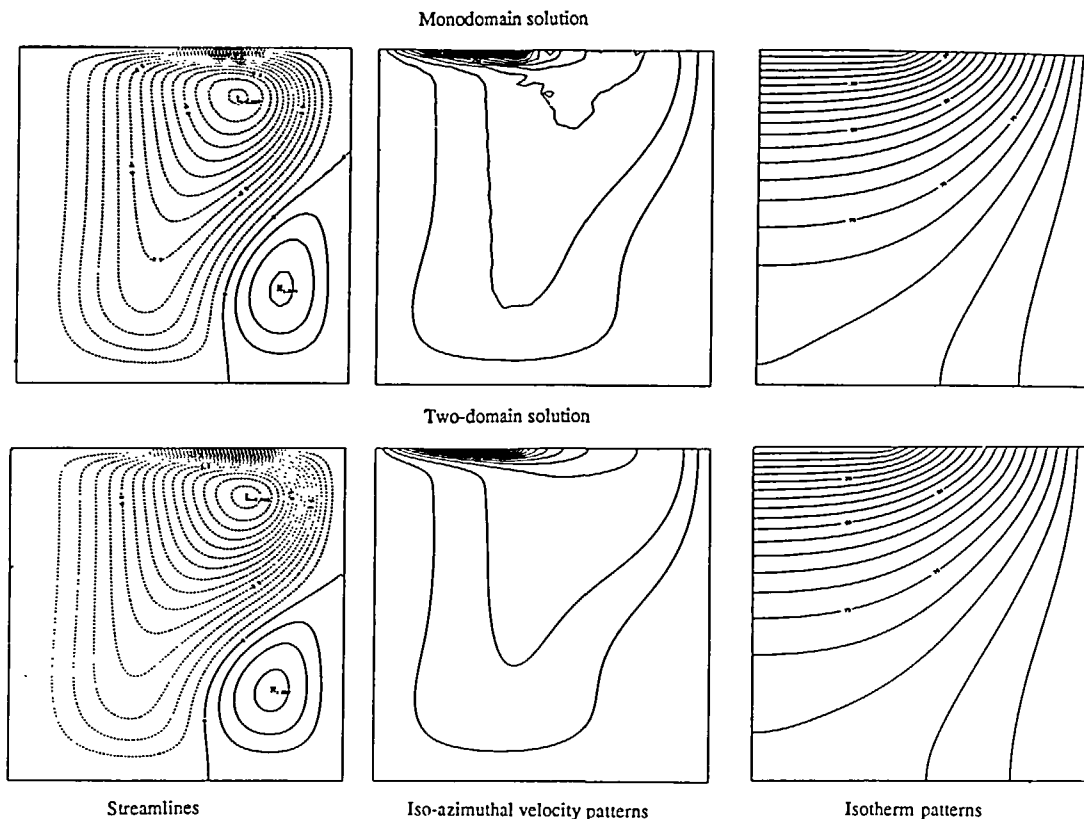 Monodomain solution
Two-domain solution
Streamlines
Iso-azimuthal velocity patterns
Isotherm patterns